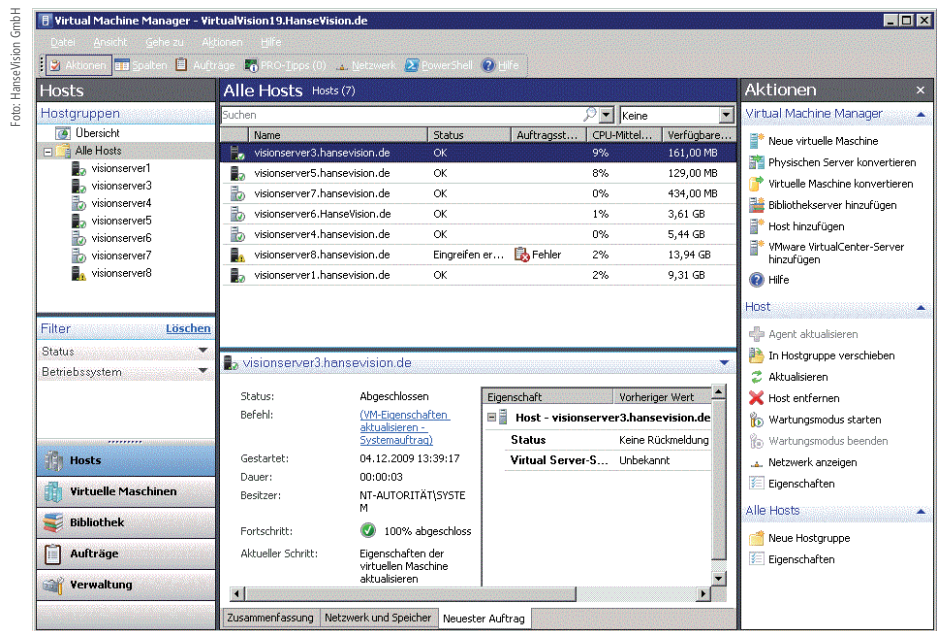 Foto: HanseVision GmbH
Virtual Machine Manager - VirtualVision19.HanseVision.de
Datei Ansicht Gehe zu Aktionen Hilfe
Aktionen Spalten Aufträge PRO-Tipps (0) Netzwerk PowerShell Hilfe
Hosts
Hostgruppen
Übersicht
Alle Hosts
visionserver1
visionserver3
visionserver4
visionserver5
visionserver6
visionserver7
visionserver8
Filter Löschen
Status
Betriebssystem
Hosts
Virtuelle Maschinen
Bibliothek
Aufträge
Verwaltung
Alle Hosts Hosts (7)
Suchen Keine
Name Status Auftragsst... CPU-Mittel... Verfügbare...
visionserver3.hansevision.de OK 9% 161,00 MB
visionserver5.hansevision.de OK 8% 129,00 MB
visionserver7.hansevision.de OK 0% 434,00 MB
visionserver6.HanseVision.de OK 1% 3,61 GB
visionserver4.hansevision.de OK 0% 5,44 GB
visionserver8.hansevision.de Eingreifen er... Fehler 2% 13,94 GB
visionserver1.hansevision.de OK 2% 9,31 GB
visionserver3.hansevision.de
Status: Abgeschlossen
Befehl: (VM-Eigenschaften
aktualisieren -
Systemauftrag)
Gestartet: 04.12.2009 13:39:17
Dauer: 00:00:03
Besitzer: NT-AUTORITÄT\SYSTE
M
Fortschritt: 100% abgeschloss
Aktueller Schritt: Eigenschaften der
virtuellen Maschine
aktualisieren
Eigenschaft Vorheriger Wert
Host - visionserver3.hansevision.de
Status Keine Rückmeldung
Virtual Server-S... Unbekannt
Zusammenfassung Netzwerk und Speicher Neuester Auftrag
Aktionen
Virtual Machine Manager
Neue virtuelle Maschine
Physischen Server konvertieren
Virtuelle Maschine konvertieren
Bibliothekserver hinzufügen
Host hinzufügen
VMware VirtualCenter-Server
hinzufügen
Hilfe
Host
Agent aktualisieren
In Hostgruppe verschieben
Aktualisieren
Host entfernen
Wartungsmodus starten
Wartungsmodus beenden
Netzwerk anzeigen
Eigenschaften
Alle Hosts
Neue Hostgruppe
Eigenschaften